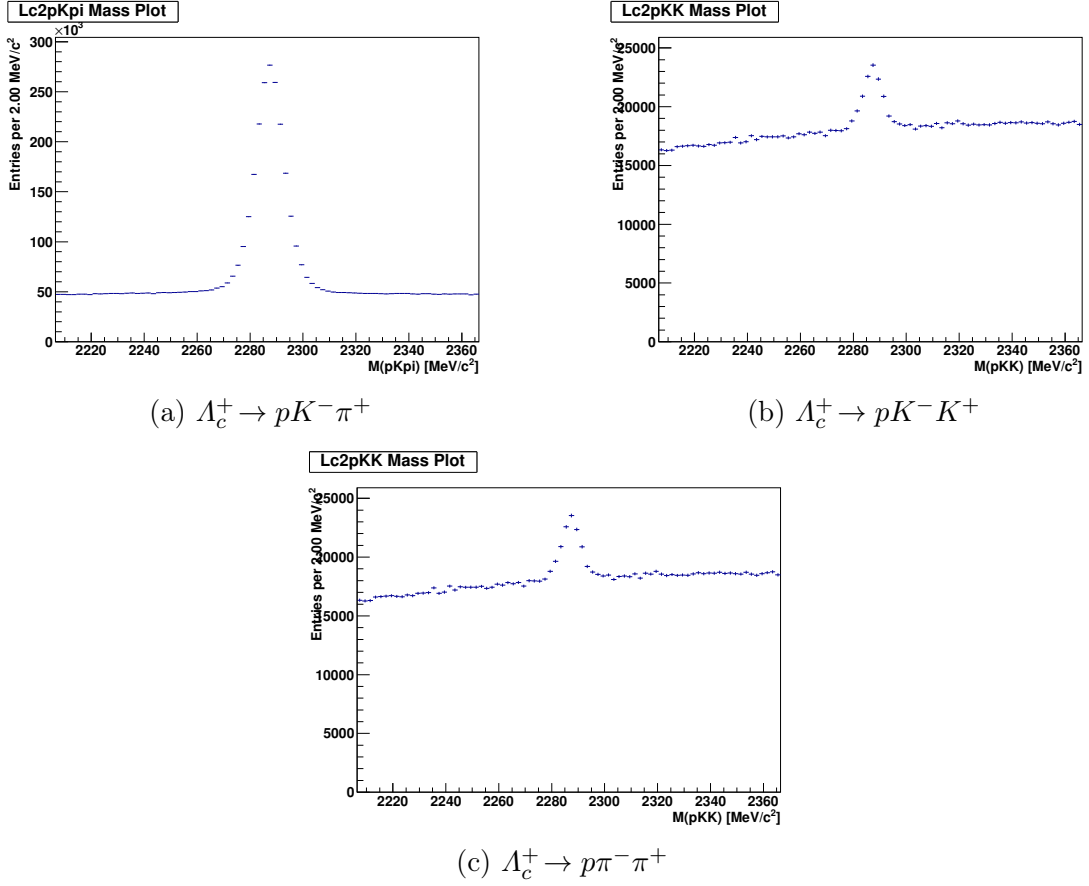 Lc2pKpi Mass Plot
×10³
Entries per 2.00 MeV/c²
300
250
200
150
100
50
0
2220 2240 2260 2280 2300 2320 2340 2360
M(pKpi) [MeV/c²]
(a) Λc⁺ → pK⁻π⁺
Lc2pKK Mass Plot
Entries per 2.00 MeV/c²
25000
20000
15000
10000
5000
0
2220 2240 2260 2280 2300 2320 2340 2360
M(pKK) [MeV/c²]
(b) Λc⁺ → pK⁻K⁺
Lc2pKK Mass Plot
Entries per 2.00 MeV/c²
25000
20000
15000
10000
5000
0
2220 2240 2260 2280 2300 2320 2340 2360
M(pKK) [MeV/c²]
(c) Λc⁺ → pπ⁻π⁺